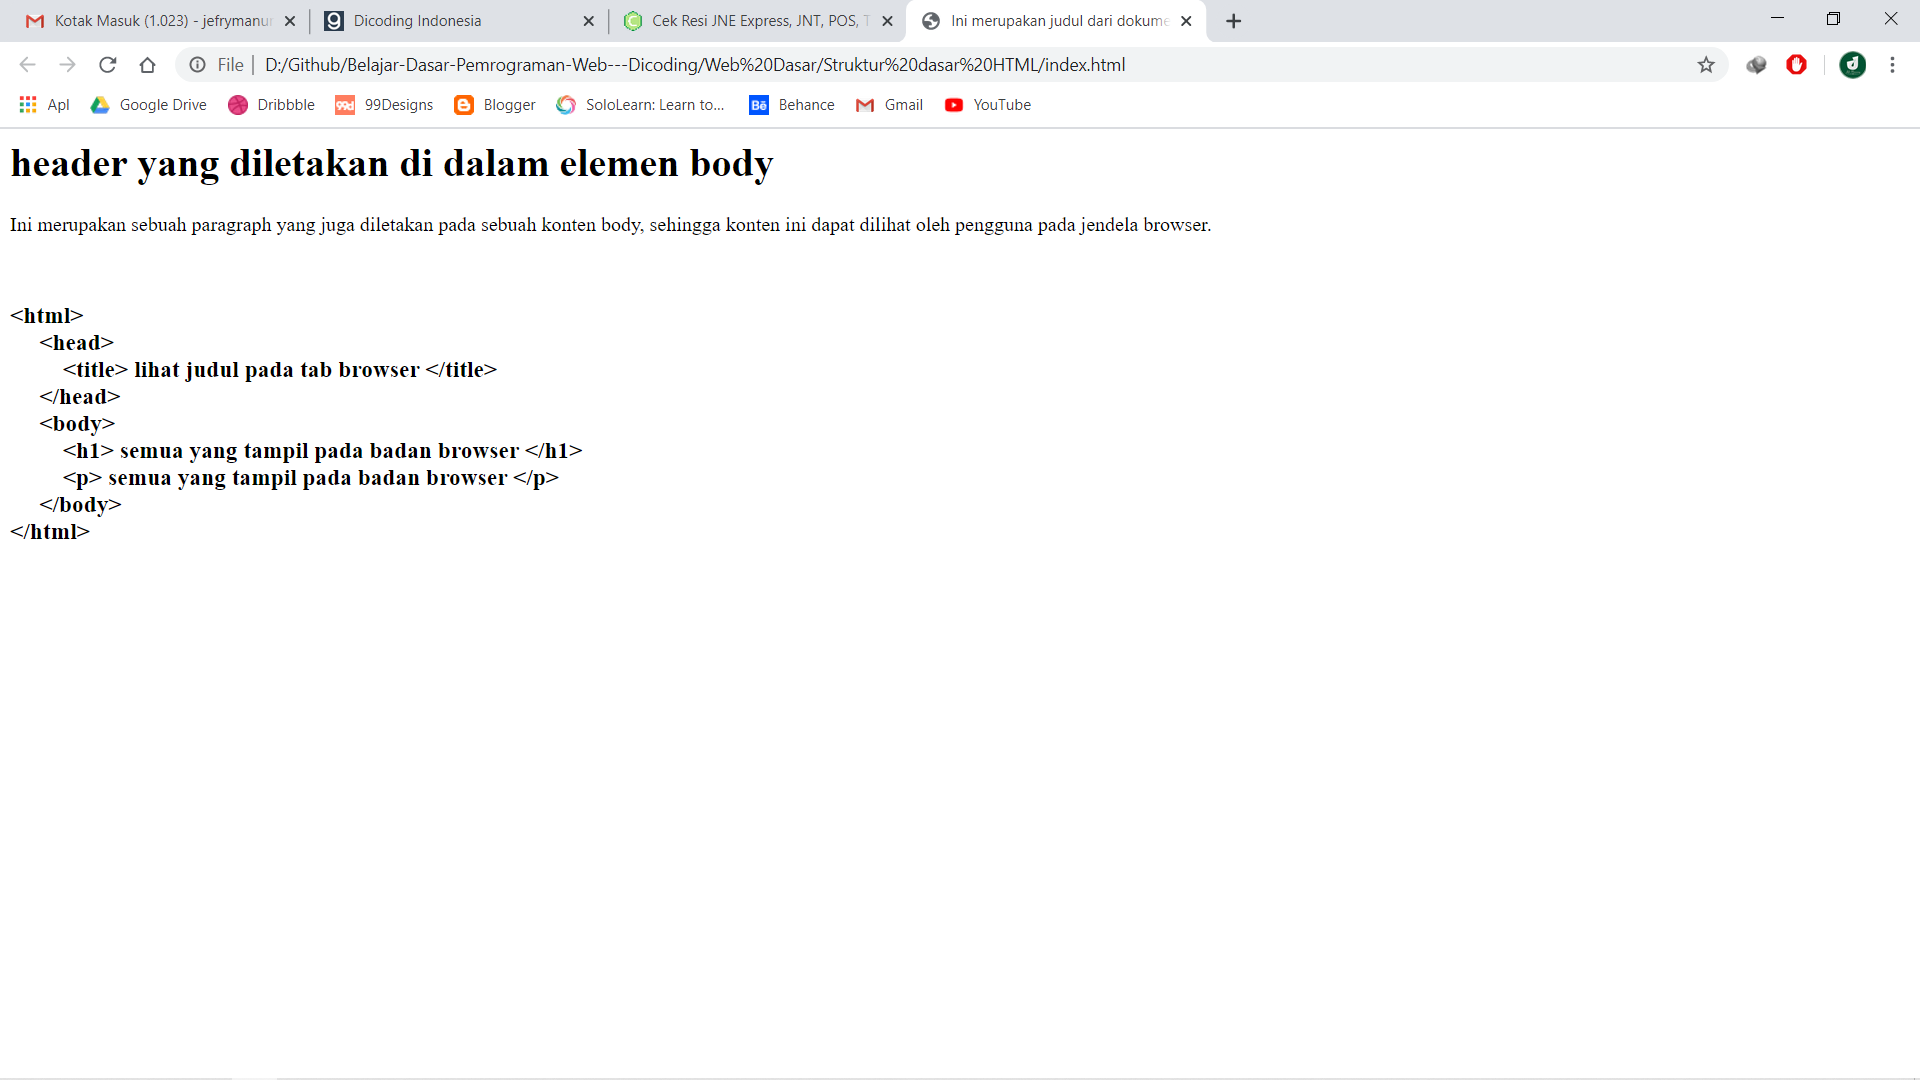 Kotak Masuk (1.023) - jefrymanu
Dicoding Indonesia
Cek Resi JNE Express, JNT, POS, T
Ini merupakan judul dari dokume
File
D:/Github/Belajar-Dasar-Pemrograman-Web---Dicoding/Web%20Dasar/Struktur%20dasar%20HTML/index.html
Apl
Google Drive
Dribbble
99d
99Designs
Blogger
SoloLearn: Learn to...
Bē
Behance
Gmail
YouTube
header yang diletakan di dalam elemen body
Ini merupakan sebuah paragraph yang juga diletakan pada sebuah konten body, sehingga konten ini dapat dilihat oleh pengguna pada jendela browser.
<html>
<head>
<title> lihat judul pada tab browser </title>
</head>
<body>
<h1> semua yang tampil pada badan browser </h1>
<p> semua yang tampil pada badan browser </p>
</body>
</html>